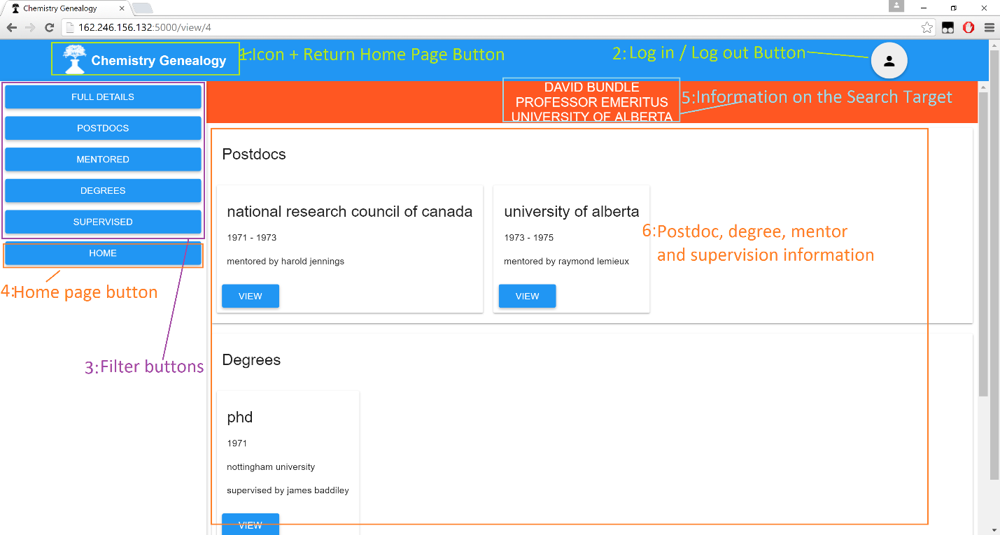 Chemistry Genealogy
162.246.156.132:5000/view/4
Chemistry Genealogy
1:Icon + Return Home Page Button
2: Log in / Log out Button
FULL DETAILS
POSTDOCS
MENTORED
DEGREES
SUPERVISED
HOME
4:Home page button
3:Filter buttons
DAVID BUNDLE
PROFESSOR EMERITUS
UNIVERSITY OF ALBERTA
5:Information on the Search Target
Postdocs
national research council of canada
1971 - 1973
mentored by harold jennings
VIEW
university of alberta
1973 - 1975
mentored by raymond lemieux
VIEW
6:Postdoc, degree, mentor
and supervision information
Degrees
phd
1971
nottingham university
supervised by james baddiley
VIEW